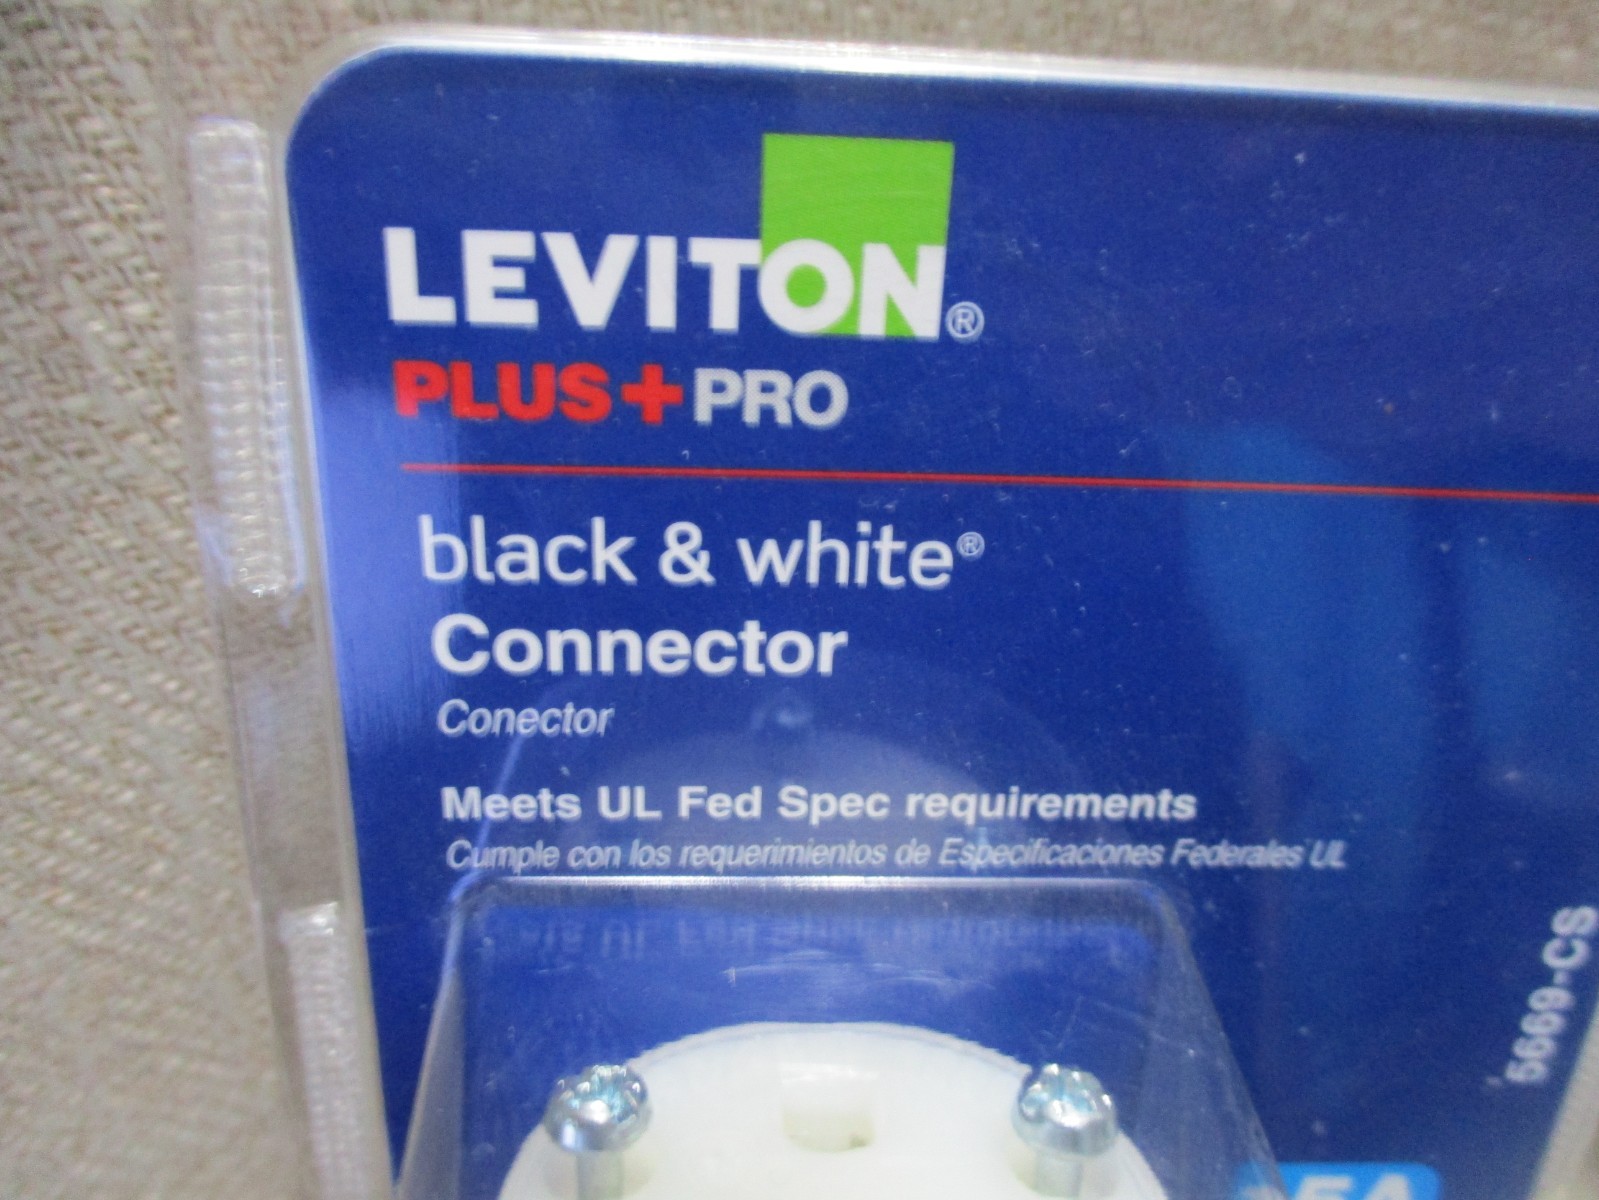 LEVITON®
PLUS+PRO
black & white®
Connector
Conector
Meets UL Fed Spec requirements
Cumple con los requerimientos de Especificaciones Federales UL
5669-CS